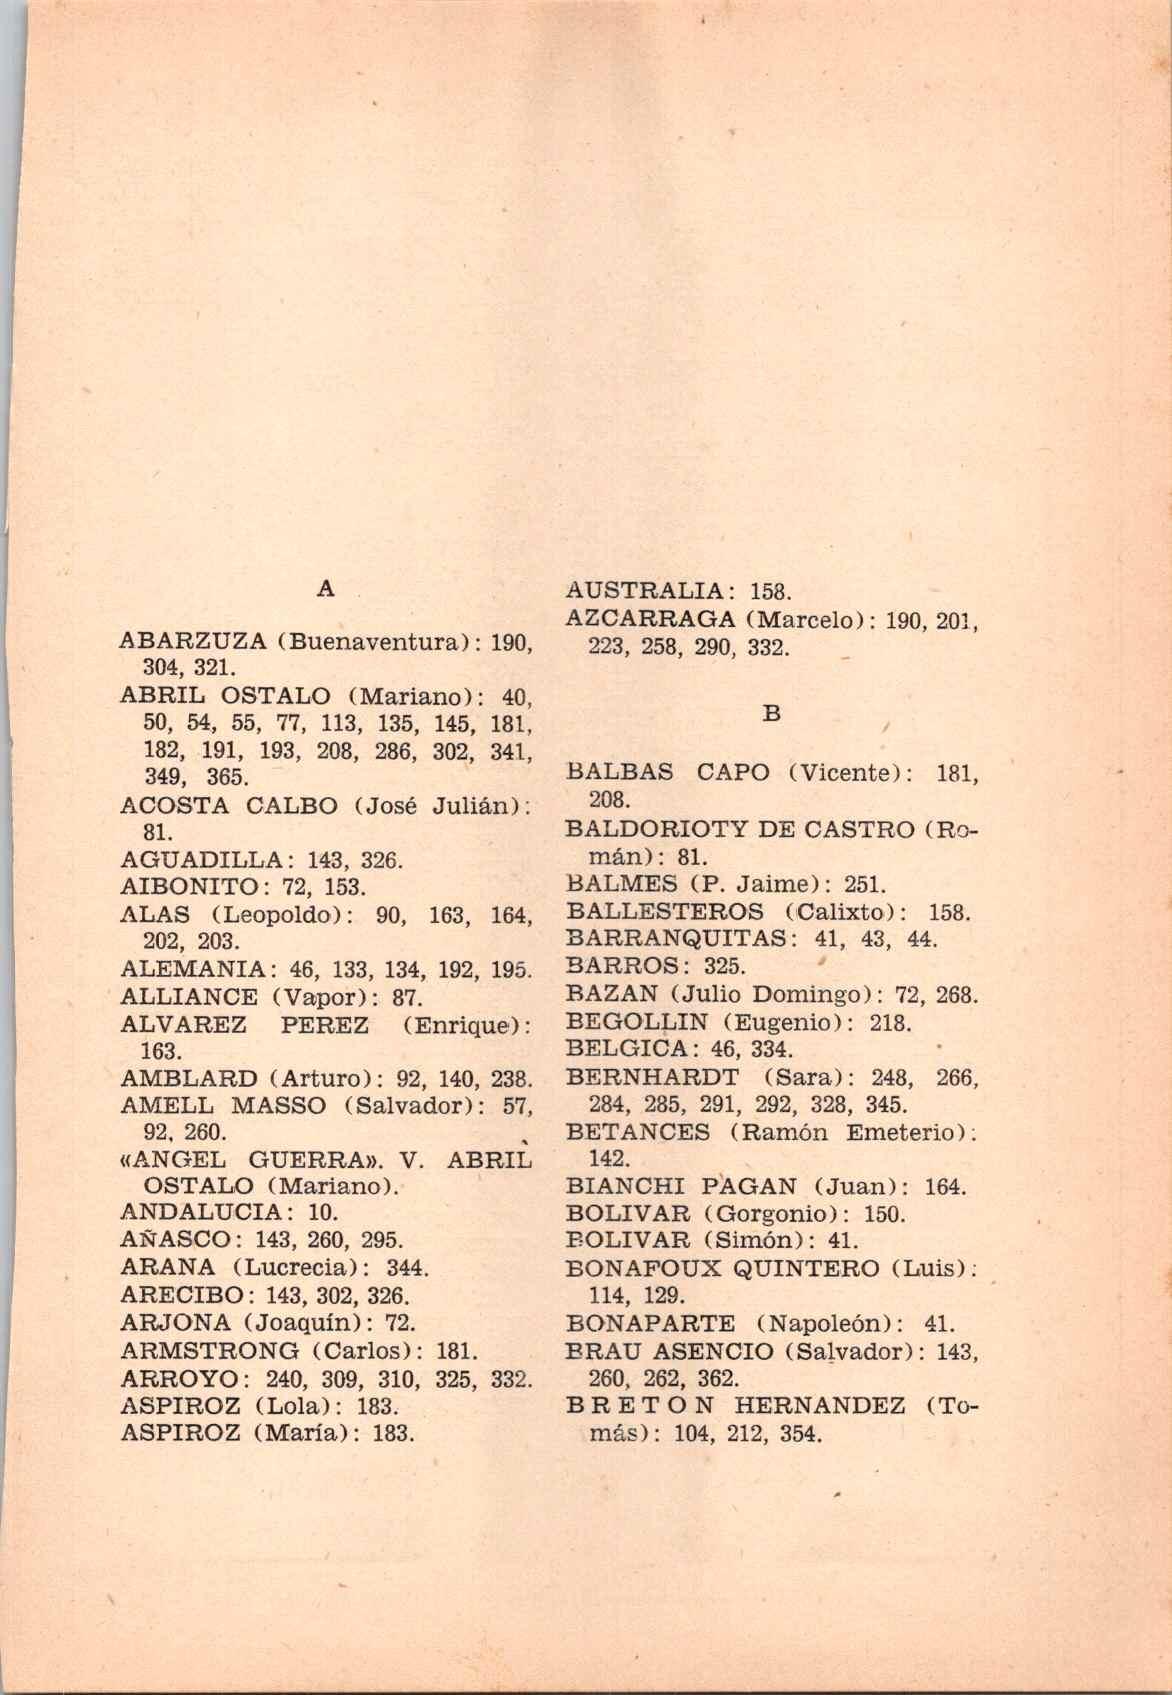 A
ABARZUZA (Buenaventura): 190,
304, 321.
ABRIL OSTALO (Mariano): 40,
50, 54, 55, 77, 113, 135, 145, 181,
182, 191, 193, 208, 286, 302, 341,
349, 365.
ACOSTA CALBO (José Julián):
81.
AGUADILLA: 143, 326.
AIBONITO: 72, 153.
ALAS (Leopoldo): 90, 163, 164,
202, 203.
ALEMANIA: 46, 133, 134, 192, 195.
ALLIANCE (Vapor): 87.
ALVAREZ PEREZ (Enrique):
163.
AMBLARD (Arturo): 92, 140, 238.
AMELL MASSO (Salvador): 57,
92, 260.
«ANGEL GUERRA». V. ABRIL
OSTALO (Mariano).
ANDALUCIA: 10.
AÑASCO: 143, 260, 295.
ARANA (Lucrecia): 344.
ARECIBO: 143, 302, 326.
ARJONA (Joaquín): 72.
ARMSTRONG (Carlos): 181.
ARROYO: 240, 309, 310, 325, 332.
ASPIROZ (Lola): 183.
ASPIROZ (María): 183.
AUSTRALIA: 158.
AZCARRAGA (Marcelo): 190, 201,
223, 258, 290, 332.
B
BALBAS CAPO (Vicente): 181,
208.
BALDORIOTY DE CASTRO (Ro-
mán): 81.
BALMES (P. Jaime): 251.
BALLESTEROS (Calixto): 158.
BARRANQUITAS: 41, 43, 44.
BARROS: 325.
BAZAN (Julio Domingo): 72, 268.
BEGOLLIN (Eugenio): 218.
BELGICA: 46, 334.
BERNHARDT (Sara): 248, 266,
284, 285, 291, 292, 328, 345.
BETANCES (Ramón Emeterio):
142.
BIANCHI PAGAN (Juan): 164.
BOLIVAR (Gorgonio): 150.
BOLIVAR (Simón): 41.
BONAFOUX QUINTERO (Luis):
114, 129.
BONAPARTE (Napoleón): 41.
BRAU ASENCIO (Salvador): 143,
260, 262, 362.
BRETON HERNANDEZ (To-
más): 104, 212, 354.